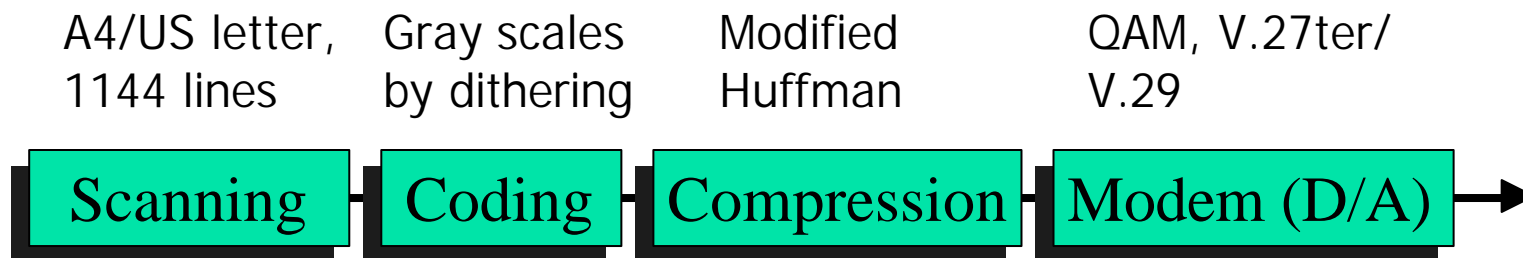 A4/US letter,
1144 lines
Gray scales
by dithering
Modified
Huffman
QAM, V.27ter/
V.29
Scanning
Coding
Compression
Modem (D/A)